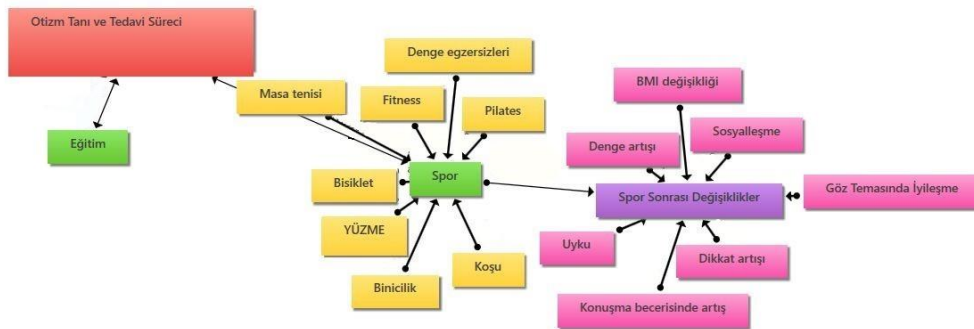 Otizm Tanı ve Tedavi Süreci
Denge egzersizleri
Masa tenisi
Fitness
Pilates
BMI değişikliği
Eğitim
Denge artışı
Sosyalleşme
Bisiklet
Spor
Spor Sonrası Değişiklikler
Göz Temasında İyileşme
YÜZME
Uyku
Dikkat artışı
Binicilik
Koşu
Konuşma becerisinde artış